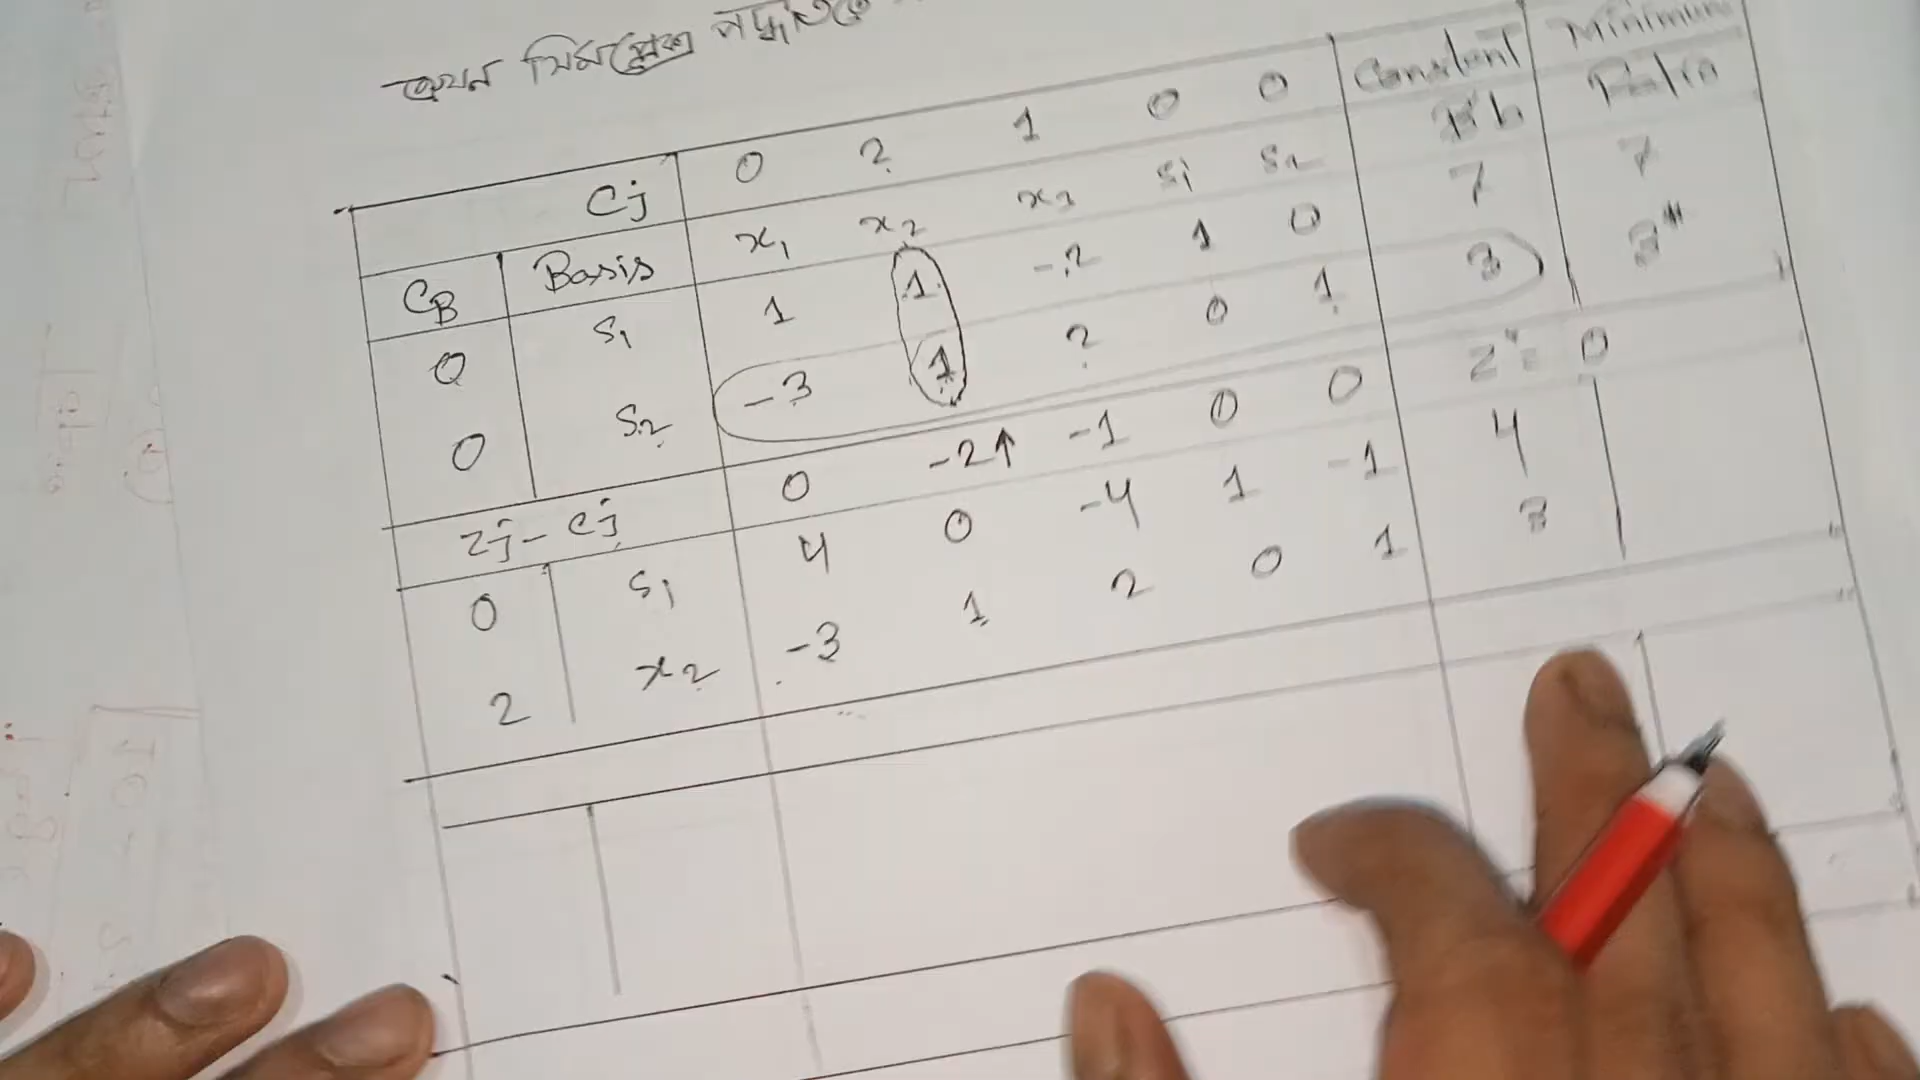 এখন সিমপ্লেক্স পদ্ধতিতে
Cj 0 2 1 0 0 Constant Minimum
CB Basis x₁ x₂ x₃ s₁ s₂ b Ratio
0 s₁ 1 1 -2 1 0 7 7
0 s₂ -3 1 2 0 1 3 3*
zj - cj 0 -2↑ -1 0 0 z* = 0
0 s₁ 4 0 -4 1 -1 4
2 x₂ -3 1 2 0 1 3